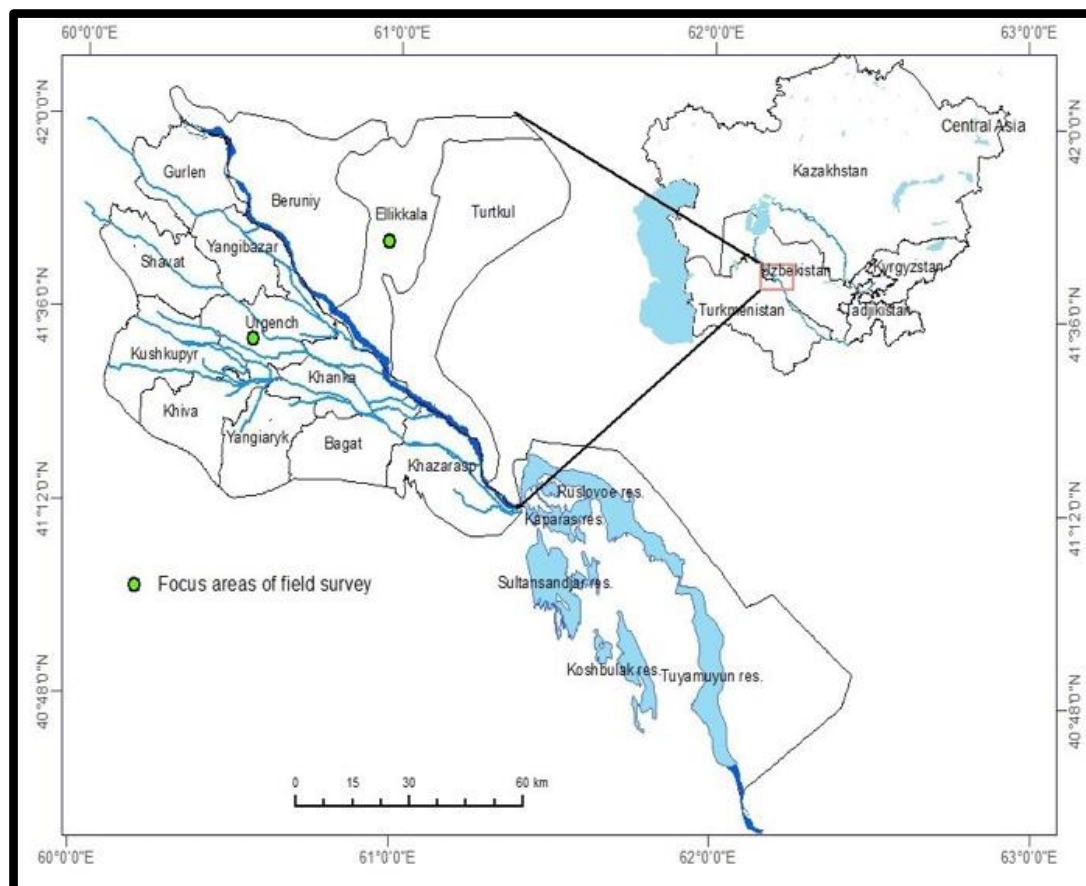 60°0'0"E 61°0'0"E 62°0'0"E 63°0'0"E
42°0'0"N
42°0'0"N
Central Asia
Gurlen
Kazakhstan
Beruniy
Ellikkala
Turtkul
Yangibazar
Shavat
Uzbekistan
Kyrgyzstan
41°36'0"N
Turkmenistan
Tadjikistan
41°36'0"N
Urgench
Kushkupyr
Khanka
Khiva
Yangiaryk
Bagat
Khazarasp
41°12'0"N
Ruslovoe res.
Kaparas res.
41°12'0"N
Focus areas of field survey
Sultansandjar res.
Koshbulak res.
Tuyamuyun res.
40°48'0"N
40°48'0"N
0 15 30 60 km
60°0'0"E 61°0'0"E 62°0'0"E 63°0'0"E